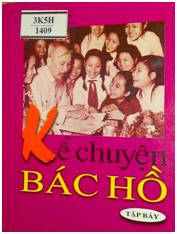 3K5H
1409
Kể chuyện
BÁC HỒ
TẬP BẢY